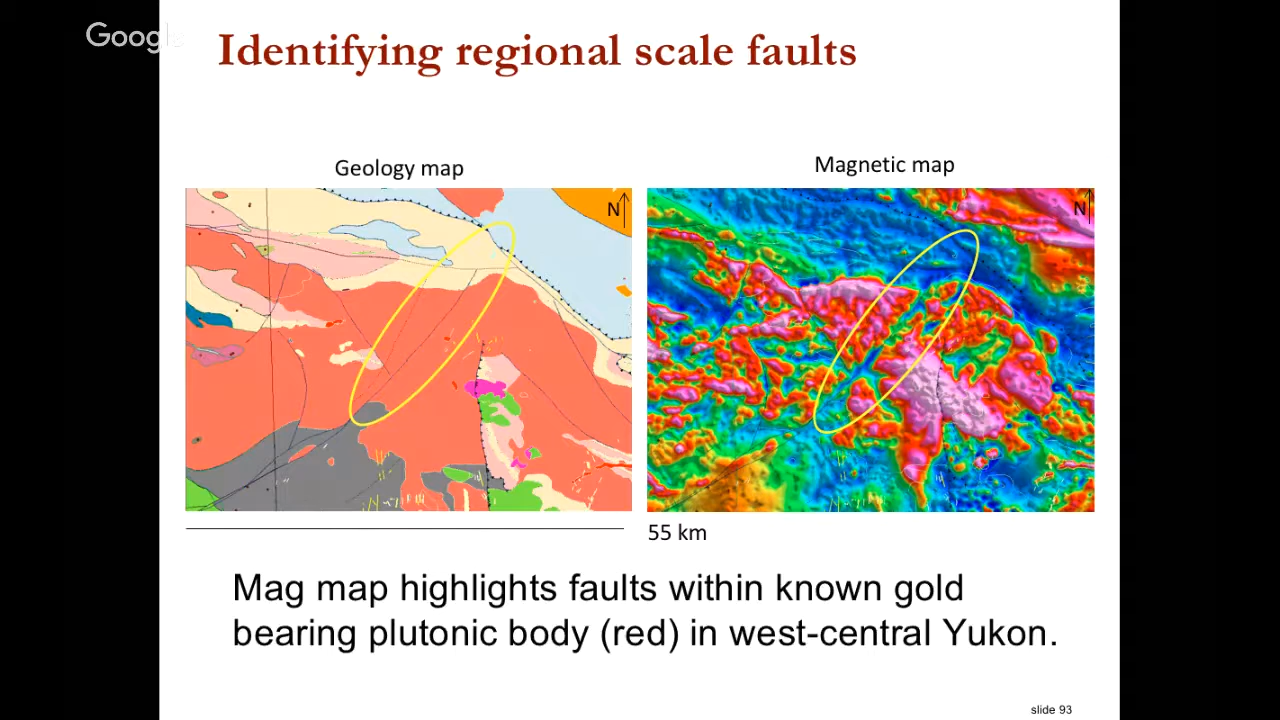 Google
Identifying regional scale faults
Geology map
Magnetic map
N
N
55 km
Mag map highlights faults within known gold
bearing plutonic body (red) in west-central Yukon.
slide 93